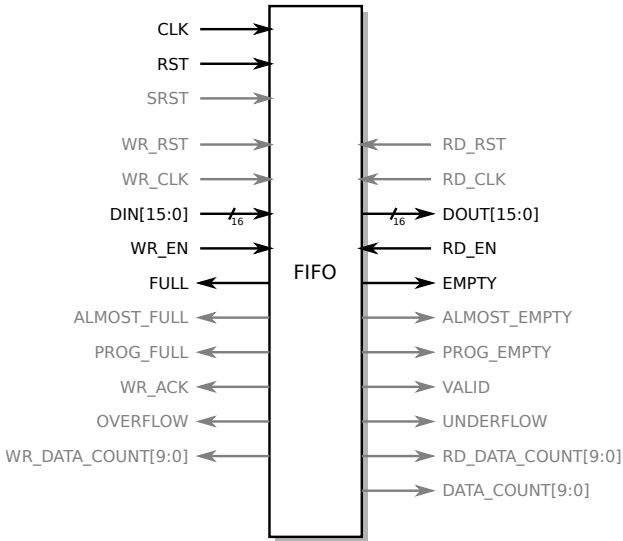 CLK
RST
SRST
WR_RST
RD_RST
WR_CLK
RD_CLK
DIN[15:0]
16
16
DOUT[15:0]
WR_EN
RD_EN
FIFO
FULL
EMPTY
ALMOST_FULL
ALMOST_EMPTY
PROG_FULL
PROG_EMPTY
WR_ACK
VALID
OVERFLOW
UNDERFLOW
WR_DATA_COUNT[9:0]
RD_DATA_COUNT[9:0]
DATA_COUNT[9:0]